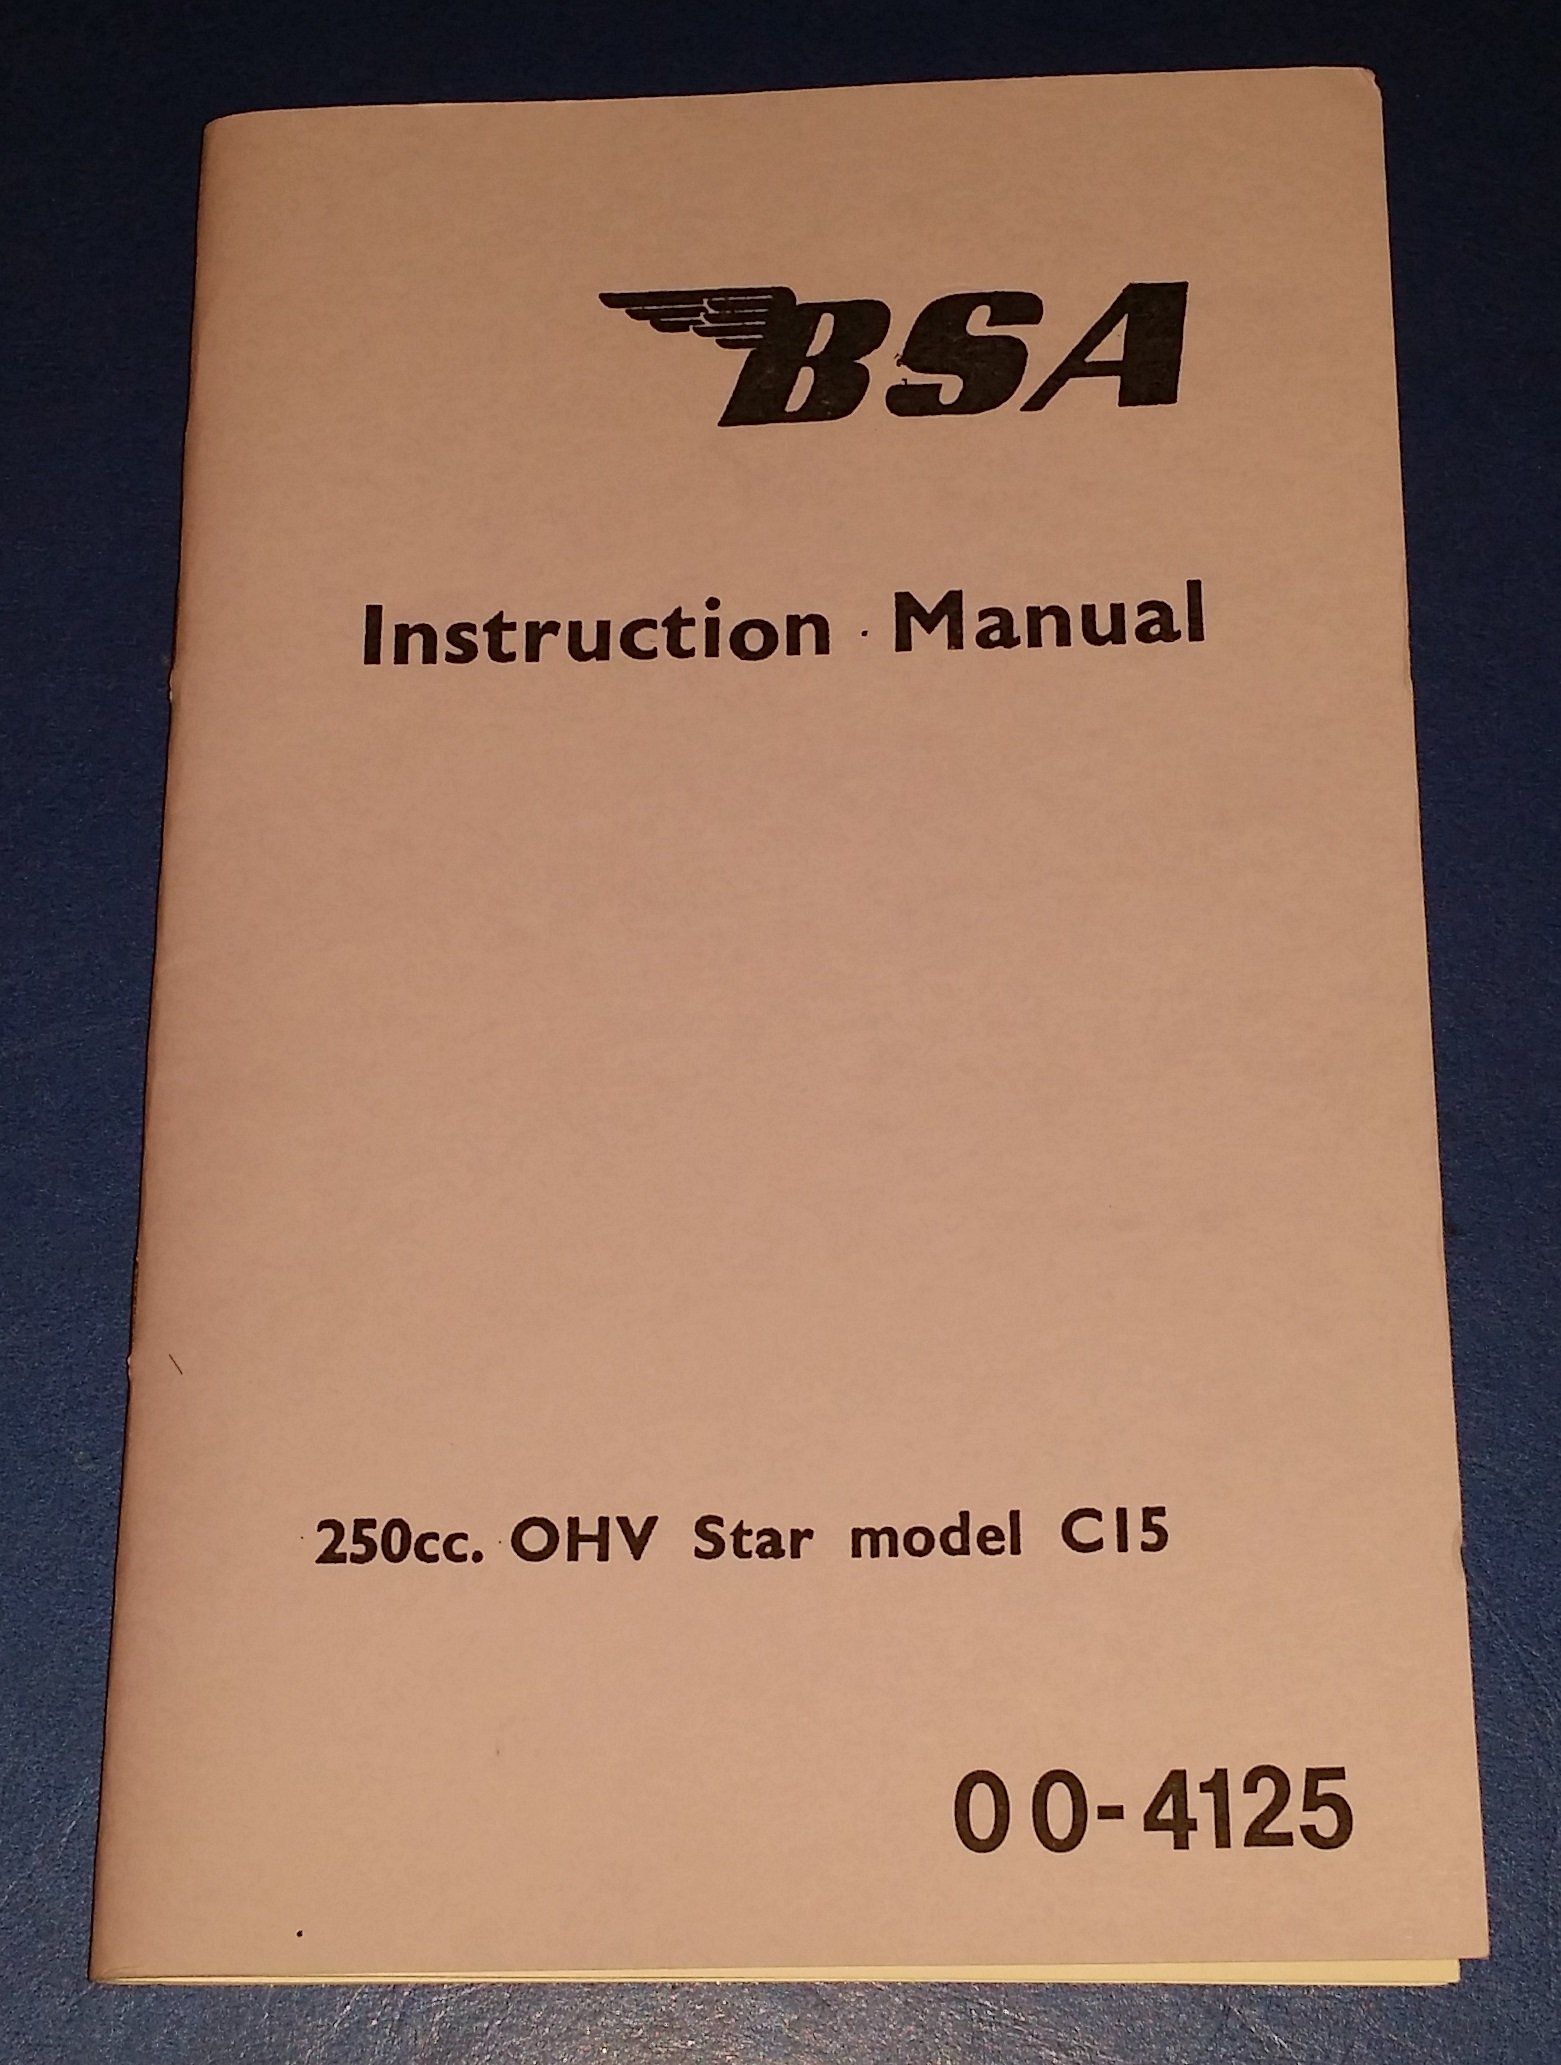 BSA
Instruction Manual
250cc. OHV Star model C15
00-4125